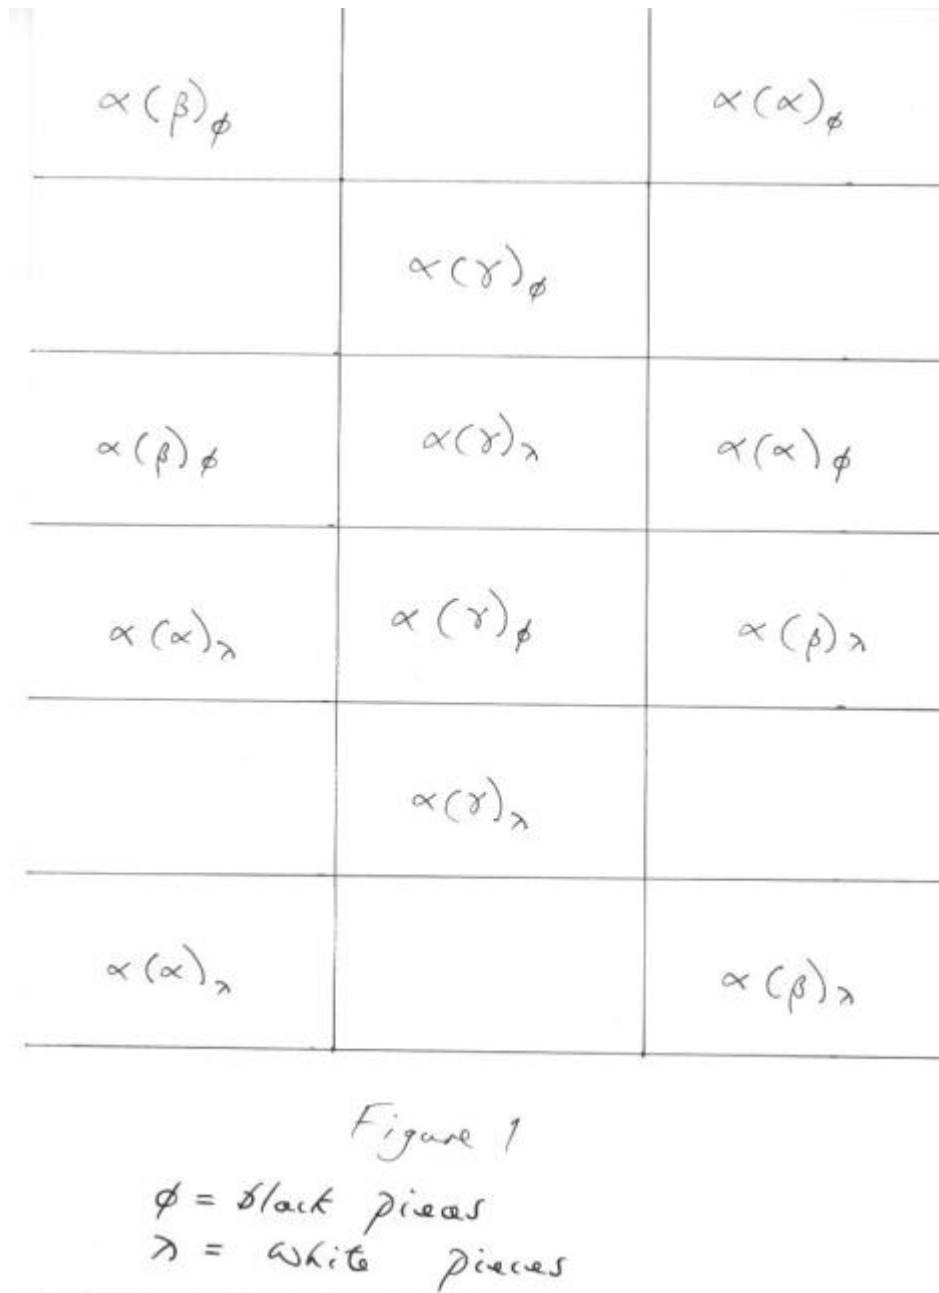 α(β)ϕ α(α)ϕ
α(γ)ϕ
α(β)ϕ α(γ)λ α(α)ϕ
α(α)λ α(γ)ϕ α(β)λ
α(γ)λ
α(α)λ α(β)λ
Figure 1
ϕ = black pieces
λ = white pieces